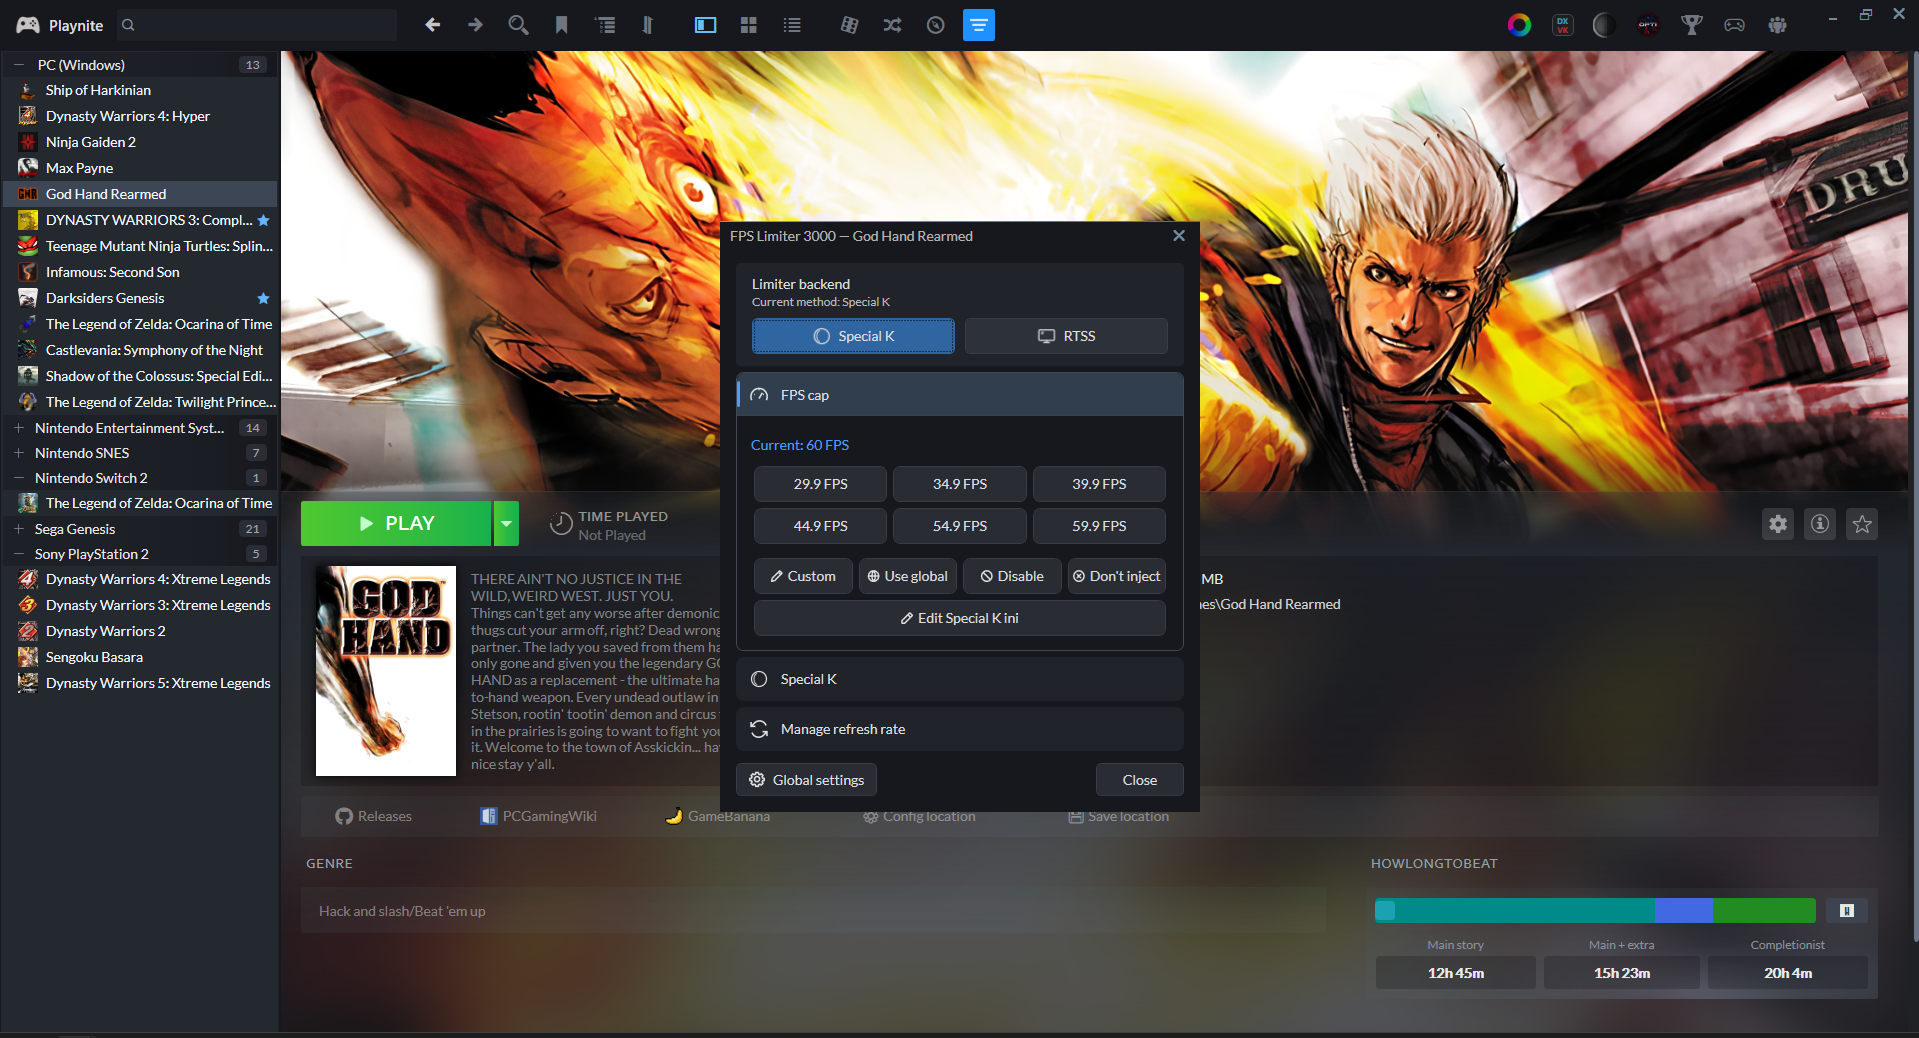 Playnite
PC (Windows) 13
Ship of Harkinian
Dynasty Warriors 4: Hyper
Ninja Gaiden 2
Max Payne
God Hand Rearmed
DYNASTY WARRIORS 3: Compl...
Teenage Mutant Ninja Turtles: Splin...
Infamous: Second Son
Darksiders Genesis
The Legend of Zelda: Ocarina of Time
Castlevania: Symphony of the Night
Shadow of the Colossus: Special Edi...
The Legend of Zelda: Twilight Prince...
Nintendo Entertainment Syst... 14
Nintendo SNES 7
Nintendo Switch 2 1
The Legend of Zelda: Ocarina of Time
Sega Genesis 21
Sony PlayStation 2 5
Dynasty Warriors 4: Xtreme Legends
Dynasty Warriors 3: Xtreme Legends
Dynasty Warriors 2
Sengoku Basara
Dynasty Warriors 5: Xtreme Legends
DX
VK
OPTI
DRU
FPS Limiter 3000 — God Hand Rearmed
Limiter backend
Current method: Special K
Special K
RTSS
FPS cap
Current: 60 FPS
29.9 FPS
34.9 FPS
39.9 FPS
44.9 FPS
54.9 FPS
59.9 FPS
Custom
Use global
Disable
Don't inject
Edit Special K ini
Special K
Manage refresh rate
Global settings
Close
PLAY
TIME PLAYED
Not Played
GOD
HAND
THERE AIN'T NO JUSTICE IN THE
WILD, WEIRD WEST. JUST YOU.
Things can't get any worse after demonic
thugs cut your arm off, right? Dead wrong
partner. The lady you saved from them ha
only gone and given you the legendary GO
HAND as a replacement - the ultimate ha
to-hand weapon. Every undead outlaw in
Stetson, rootin' tootin' demon and circus
in the prairies is going to want to fight you
it. Welcome to the town of Asskickin... ha
nice stay y'all.
MB
es\God Hand Rearmed
Releases
PCGamingWiki
GameBanana
Config location
Save location
GENRE
Hack and slash/Beat 'em up
HOWLONGTOBEAT
Main story
Main + extra
Completionist
12h 45m
15h 23m
20h 4m